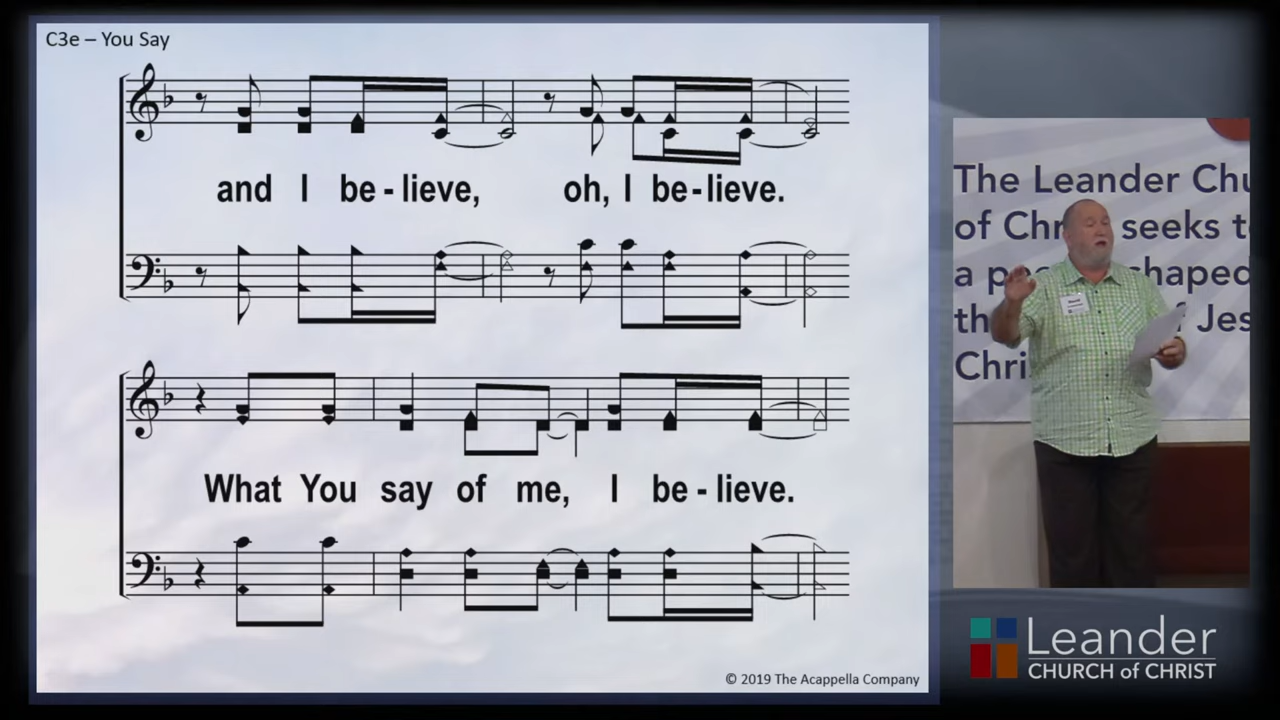 C3e – You Say
and I be - lieve, oh, I be - lieve.
What You say of me, I be - lieve.
© 2019 The Acappella Company
The Leander Chu
of Chr seeks t
a pe shaped
th f Jes
Chri
Leander
CHURCH of CHRIST